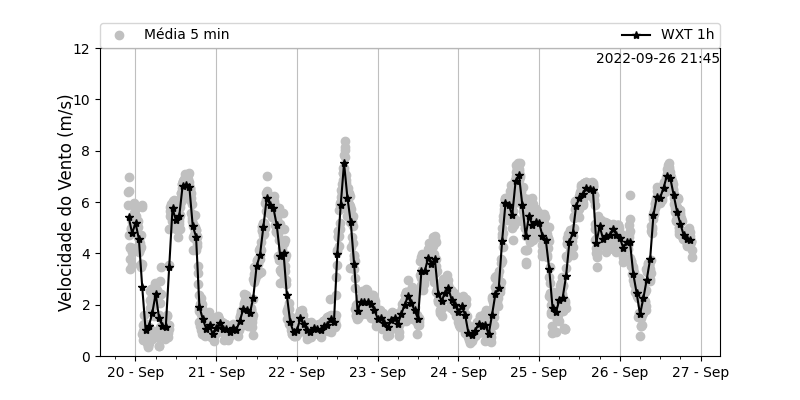 Média 5 min
WXT 1h
2022-09-26 21:45
Velocidade do Vento (m/s)
12
10
8
6
4
2
0
20 - Sep
21 - Sep
22 - Sep
23 - Sep
24 - Sep
25 - Sep
26 - Sep
27 - Sep